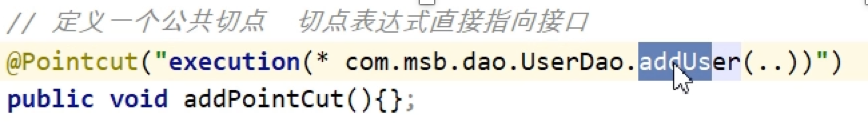 // 定义一个公共切点  切点表达式直接指向接口
@Pointcut("execution(* com.msb.dao.UserDao.addUser(..))")
public void addPointCut(){};